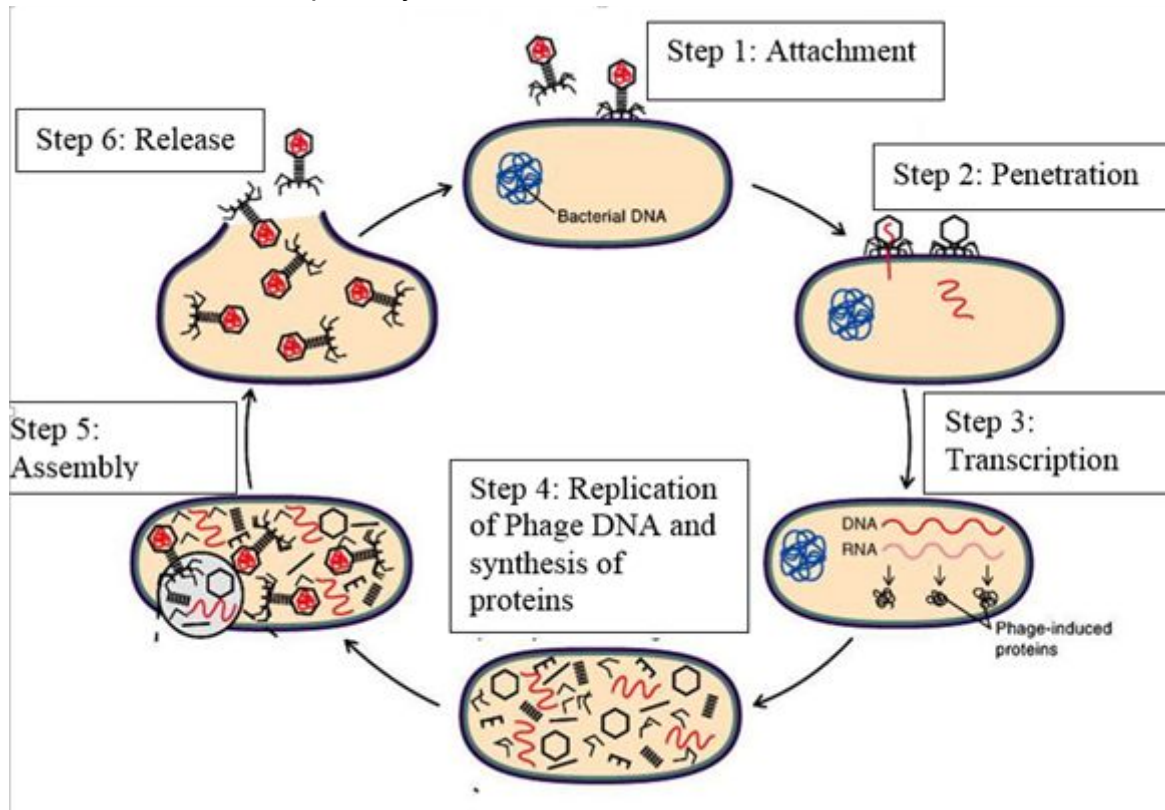 Step 1: Attachment
Bacterial DNA
Step 2: Penetration
Step 3:
Transcription
DNA
RNA
Phage-induced
proteins
Step 4: Replication
of Phage DNA and
synthesis of
proteins
Step 5:
Assembly
Step 6: Release